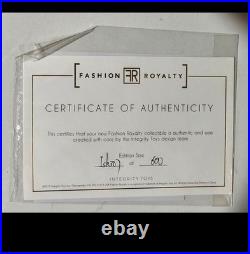 FASHION FR ROYALTY
CERTIFICATE OF AUTHENTICITY
This certifies that your new Fashion Royalty collectible is authentic and was
created with care by the Integrity Toys design team
Edition Size
of 600
INTEGRITY TOYS